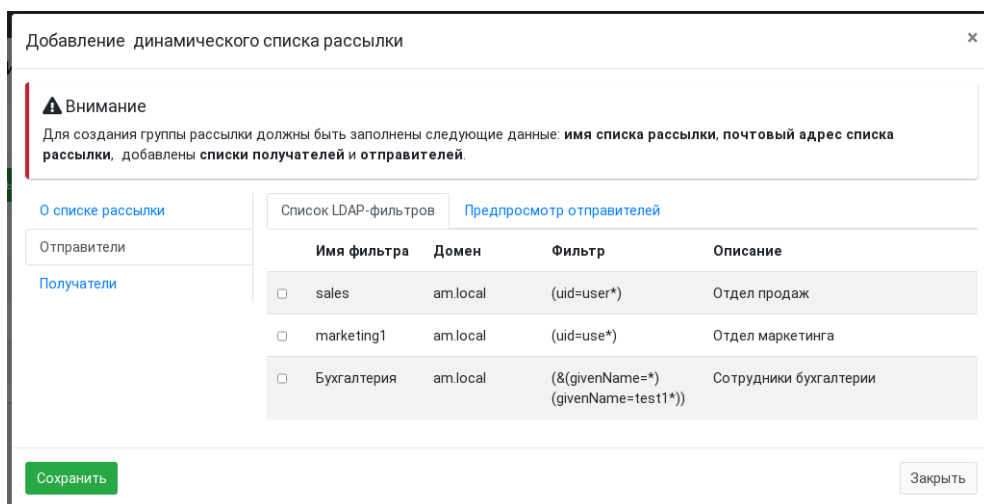 Добавление динамического списка рассылки
×
Внимание
Для создания группы рассылки должны быть заполнены следующие данные: имя списка рассылки, почтовый адрес списка
рассылки, добавлены списки получателей и отправителей.
О списке рассылки
Отправители
Получатели
Список LDAP-фильтров Предпросмотр отправителей
Имя фильтра Домен Фильтр Описание
sales am.local (uid=user*) Отдел продаж
marketing1 am.local (uid=use*) Отдел маркетинга
Бухгалтерия am.local (&(givenName=*) Сотрудники бухгалтерии
(givenName=test1*))
Сохранить Закрыть